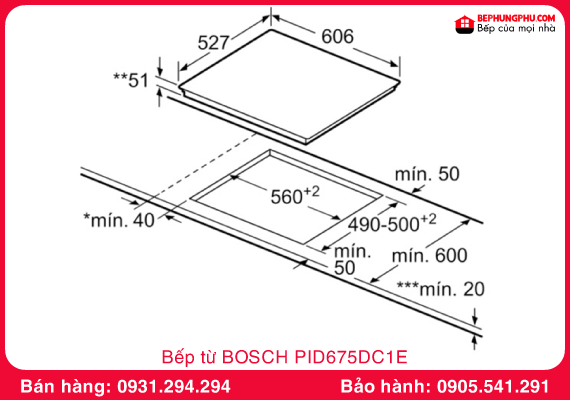 BEPHUNGPHU.COM
Bếp của mọi nhà
606
527
**51
mín. 50
560+2
*mín. 40
490-500+2
mín.
50
mín. 600
***mín. 20
Bếp từ BOSCH PID675DC1E
Bán hàng: 0931.294.294
Bảo hành: 0905.541.291